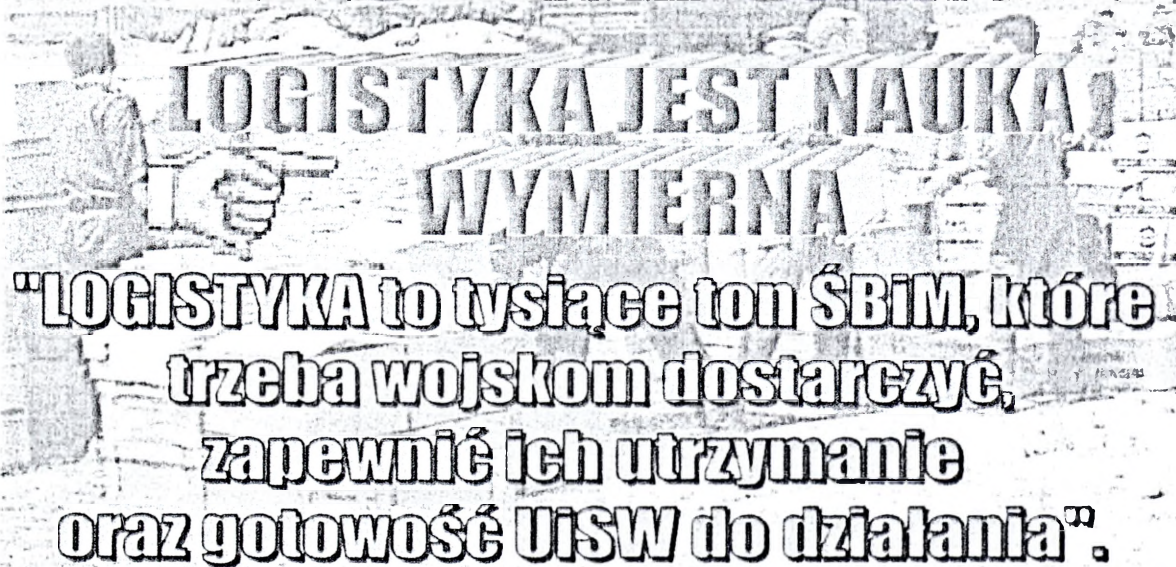 LOGISTYKA JEST NAUKĄ
WYMIERNĄ
"LOGISTYKA to tysiące ton ŚBiM, które
trzeba wojskom dostarczyć,
zapewnić ich utrzymanie
oraz gotowość UiSW do działania".